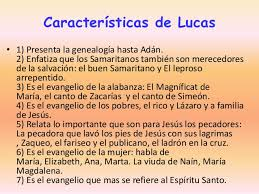 Características de Lucas
• 1) Presenta la genealogía hasta Adán.
2) Enfatiza que los Samaritanos también son merecedores
de la salvación: el buen Samaritano y El leproso
arrepentido.
3) Es el evangelio de la alabanza: El Magníficat de
María, el canto de Zacarías y el canto de Simeón.
4) Es el evangelio de los pobres, el rico y Lázaro y a familia
de Jesús.
5) Relata lo importante que son para Jesús los pecadores:
La pecadora que lavó los pies de Jesús con sus lagrimas
, Zaqueo, el fariseo y el publicano, el ladrón en la cruz.
6) Es el evangelio de la mujer: habla de
María, Elizabeth, Ana, Marta. La viuda de Naín, María
Magdalena.
7) Es el evangelio que mas se refiere al Espíritu Santo.